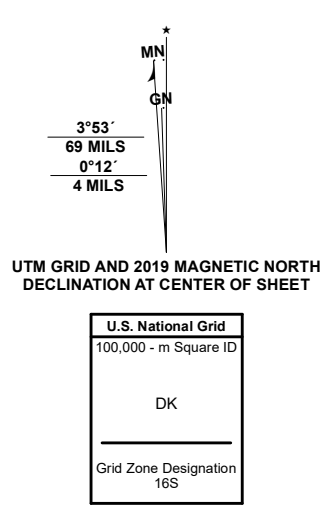 ★
MN
GN
3°53´
69 MILS
0°12´
4 MILS
UTM GRID AND 2019 MAGNETIC NORTH
DECLINATION AT CENTER OF SHEET
U.S. National Grid
100,000 - m Square ID
DK
Grid Zone Designation
16S